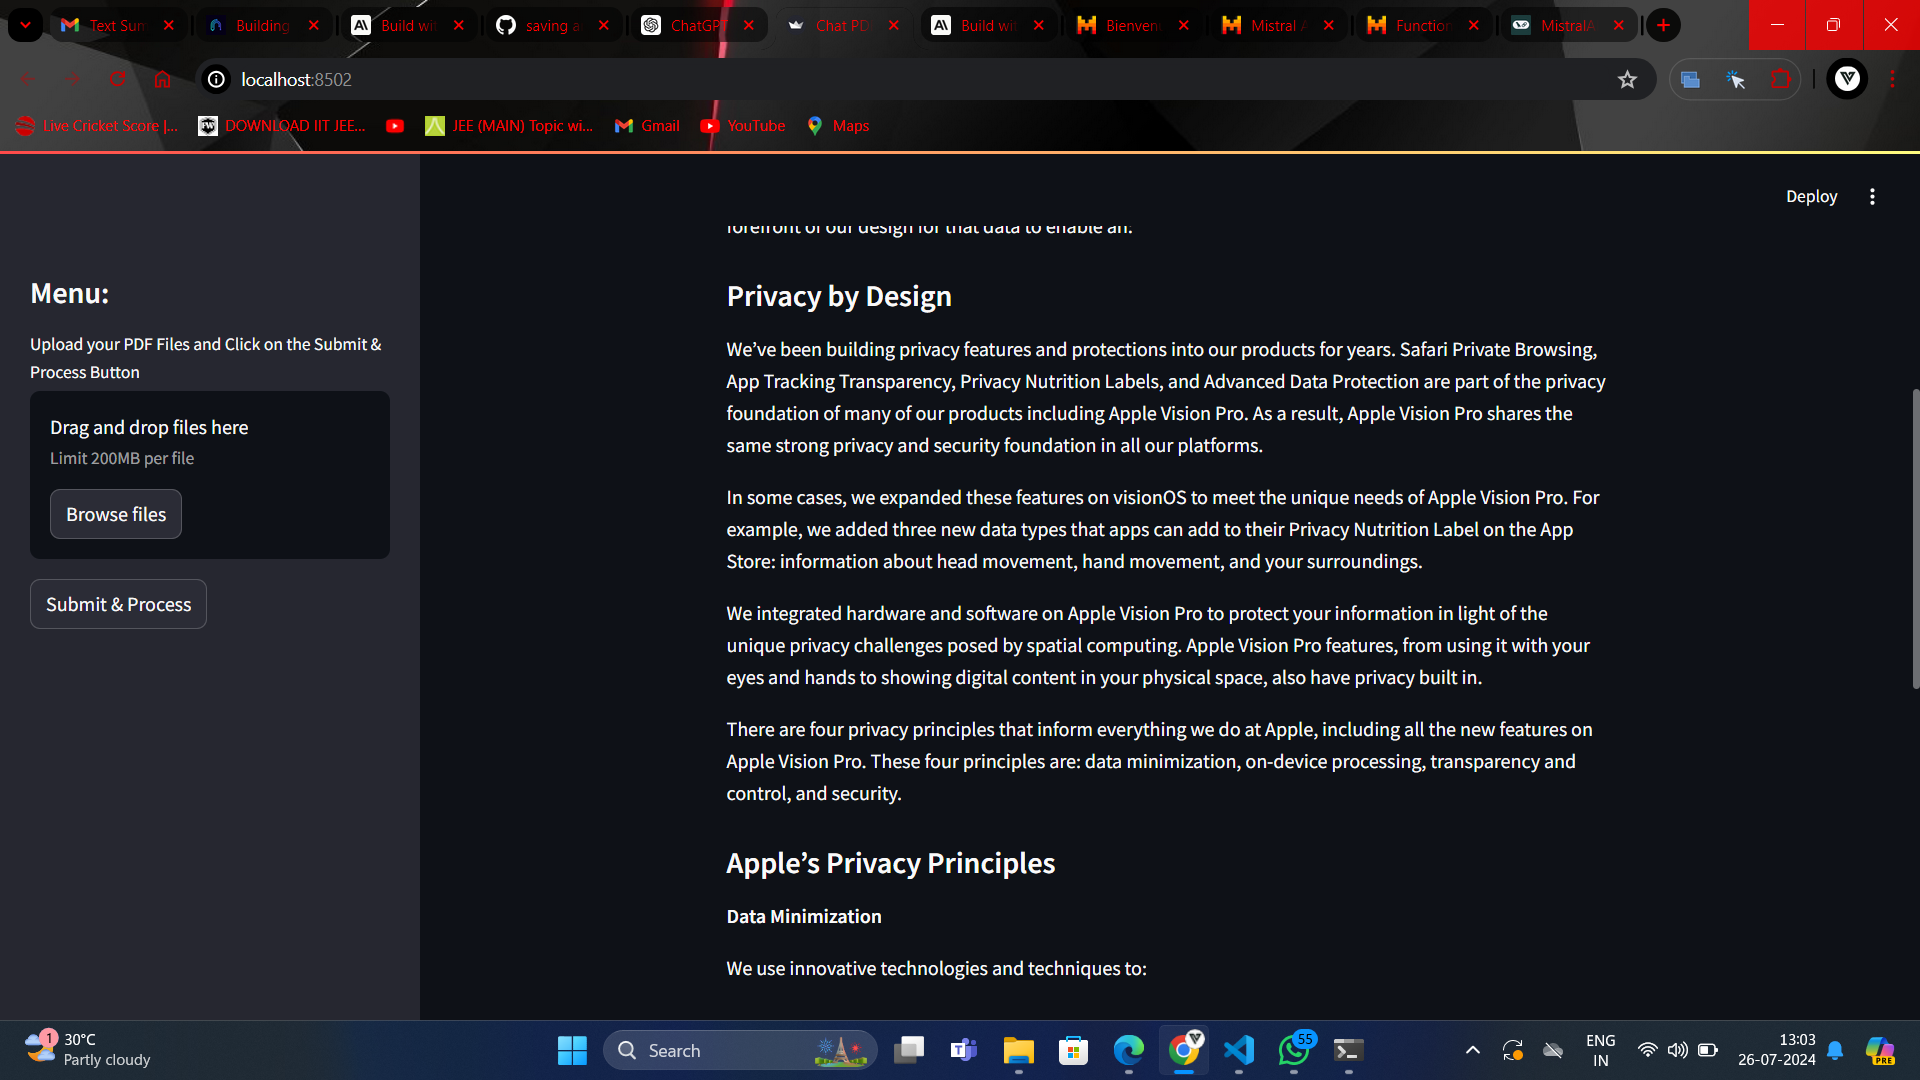 Text Sum
Building
Build wit
saving a
ChatGPT
Chat PD
Build wit
Bienven
Mistral A
Function
MistralA
localhost:8502
Live Cricket Score |...
DOWNLOAD IIT JEE...
JEE (MAIN) Topic wi...
Gmail
YouTube
Maps
Deploy
forefront of our design for that data to enable an.
Menu:
Upload your PDF Files and Click on the Submit &
Process Button
Drag and drop files here
Limit 200MB per file
Browse files
Submit & Process
Privacy by Design
We’ve been building privacy features and protections into our products for years. Safari Private Browsing,
App Tracking Transparency, Privacy Nutrition Labels, and Advanced Data Protection are part of the privacy
foundation of many of our products including Apple Vision Pro. As a result, Apple Vision Pro shares the
same strong privacy and security foundation in all our platforms.
In some cases, we expanded these features on visionOS to meet the unique needs of Apple Vision Pro. For
example, we added three new data types that apps can add to their Privacy Nutrition Label on the App
Store: information about head movement, hand movement, and your surroundings.
We integrated hardware and software on Apple Vision Pro to protect your information in light of the
unique privacy challenges posed by spatial computing. Apple Vision Pro features, from using it with your
eyes and hands to showing digital content in your physical space, also have privacy built in.
There are four privacy principles that inform everything we do at Apple, including all the new features on
Apple Vision Pro. These four principles are: data minimization, on-device processing, transparency and
control, and security.
Apple’s Privacy Principles
Data Minimization
We use innovative technologies and techniques to:
1
30°C
Partly cloudy
Search
55
ENG
IN
13:03
26-07-2024
PRE